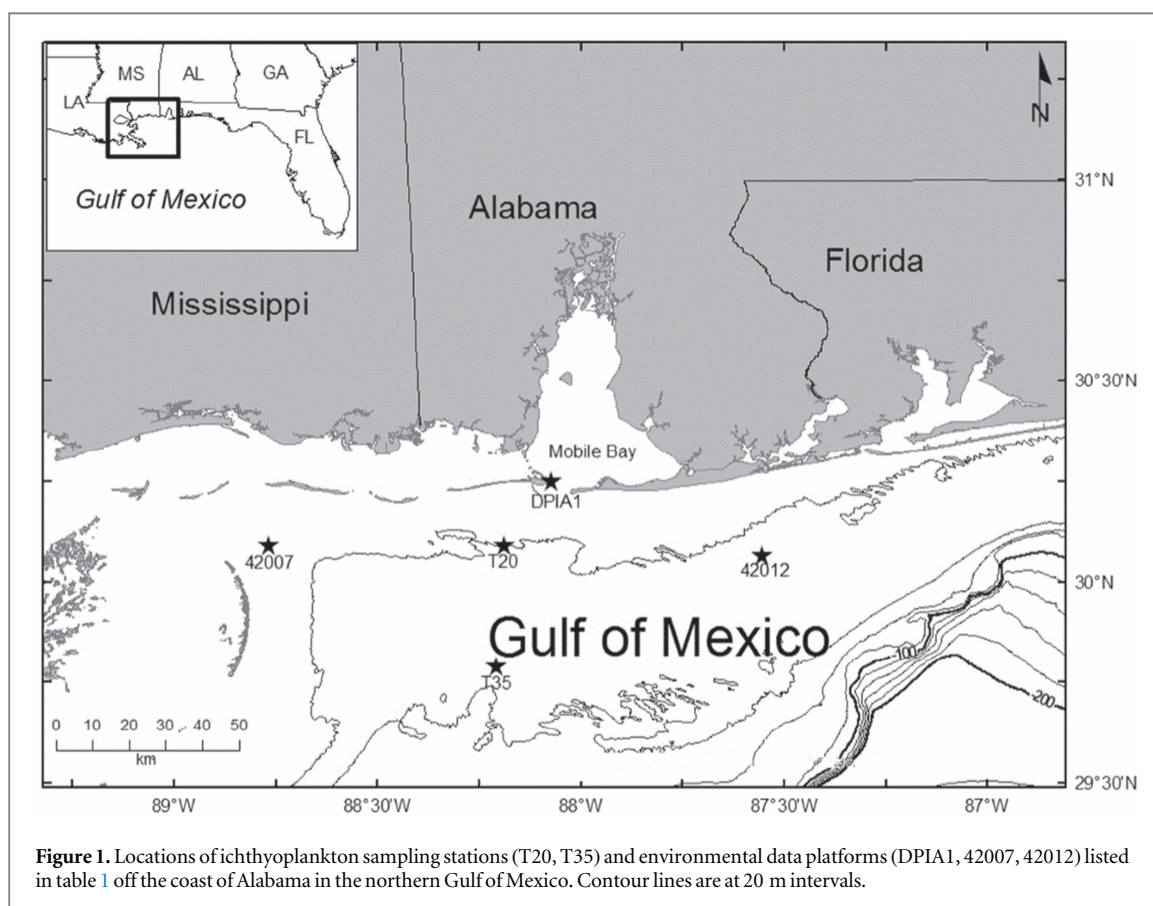 MS
AL
GA
LA
FL
Gulf of Mexico
N
31°N
Alabama
Florida
Mississippi
30°30'N
Mobile Bay
DPIA1
42007
T20
42012
30°N
Gulf of Mexico
-100
T35
-200
0 10 20 30 40 50
km
29°30'N
89°W
88°30'W
88°W
87°30'W
87°W
Figure 1. Locations of ichthyoplankton sampling stations (T20, T35) and environmental data platforms (DPIA1, 42007, 42012) listed
in table 1 off the coast of Alabama in the northern Gulf of Mexico. Contour lines are at 20 m intervals.